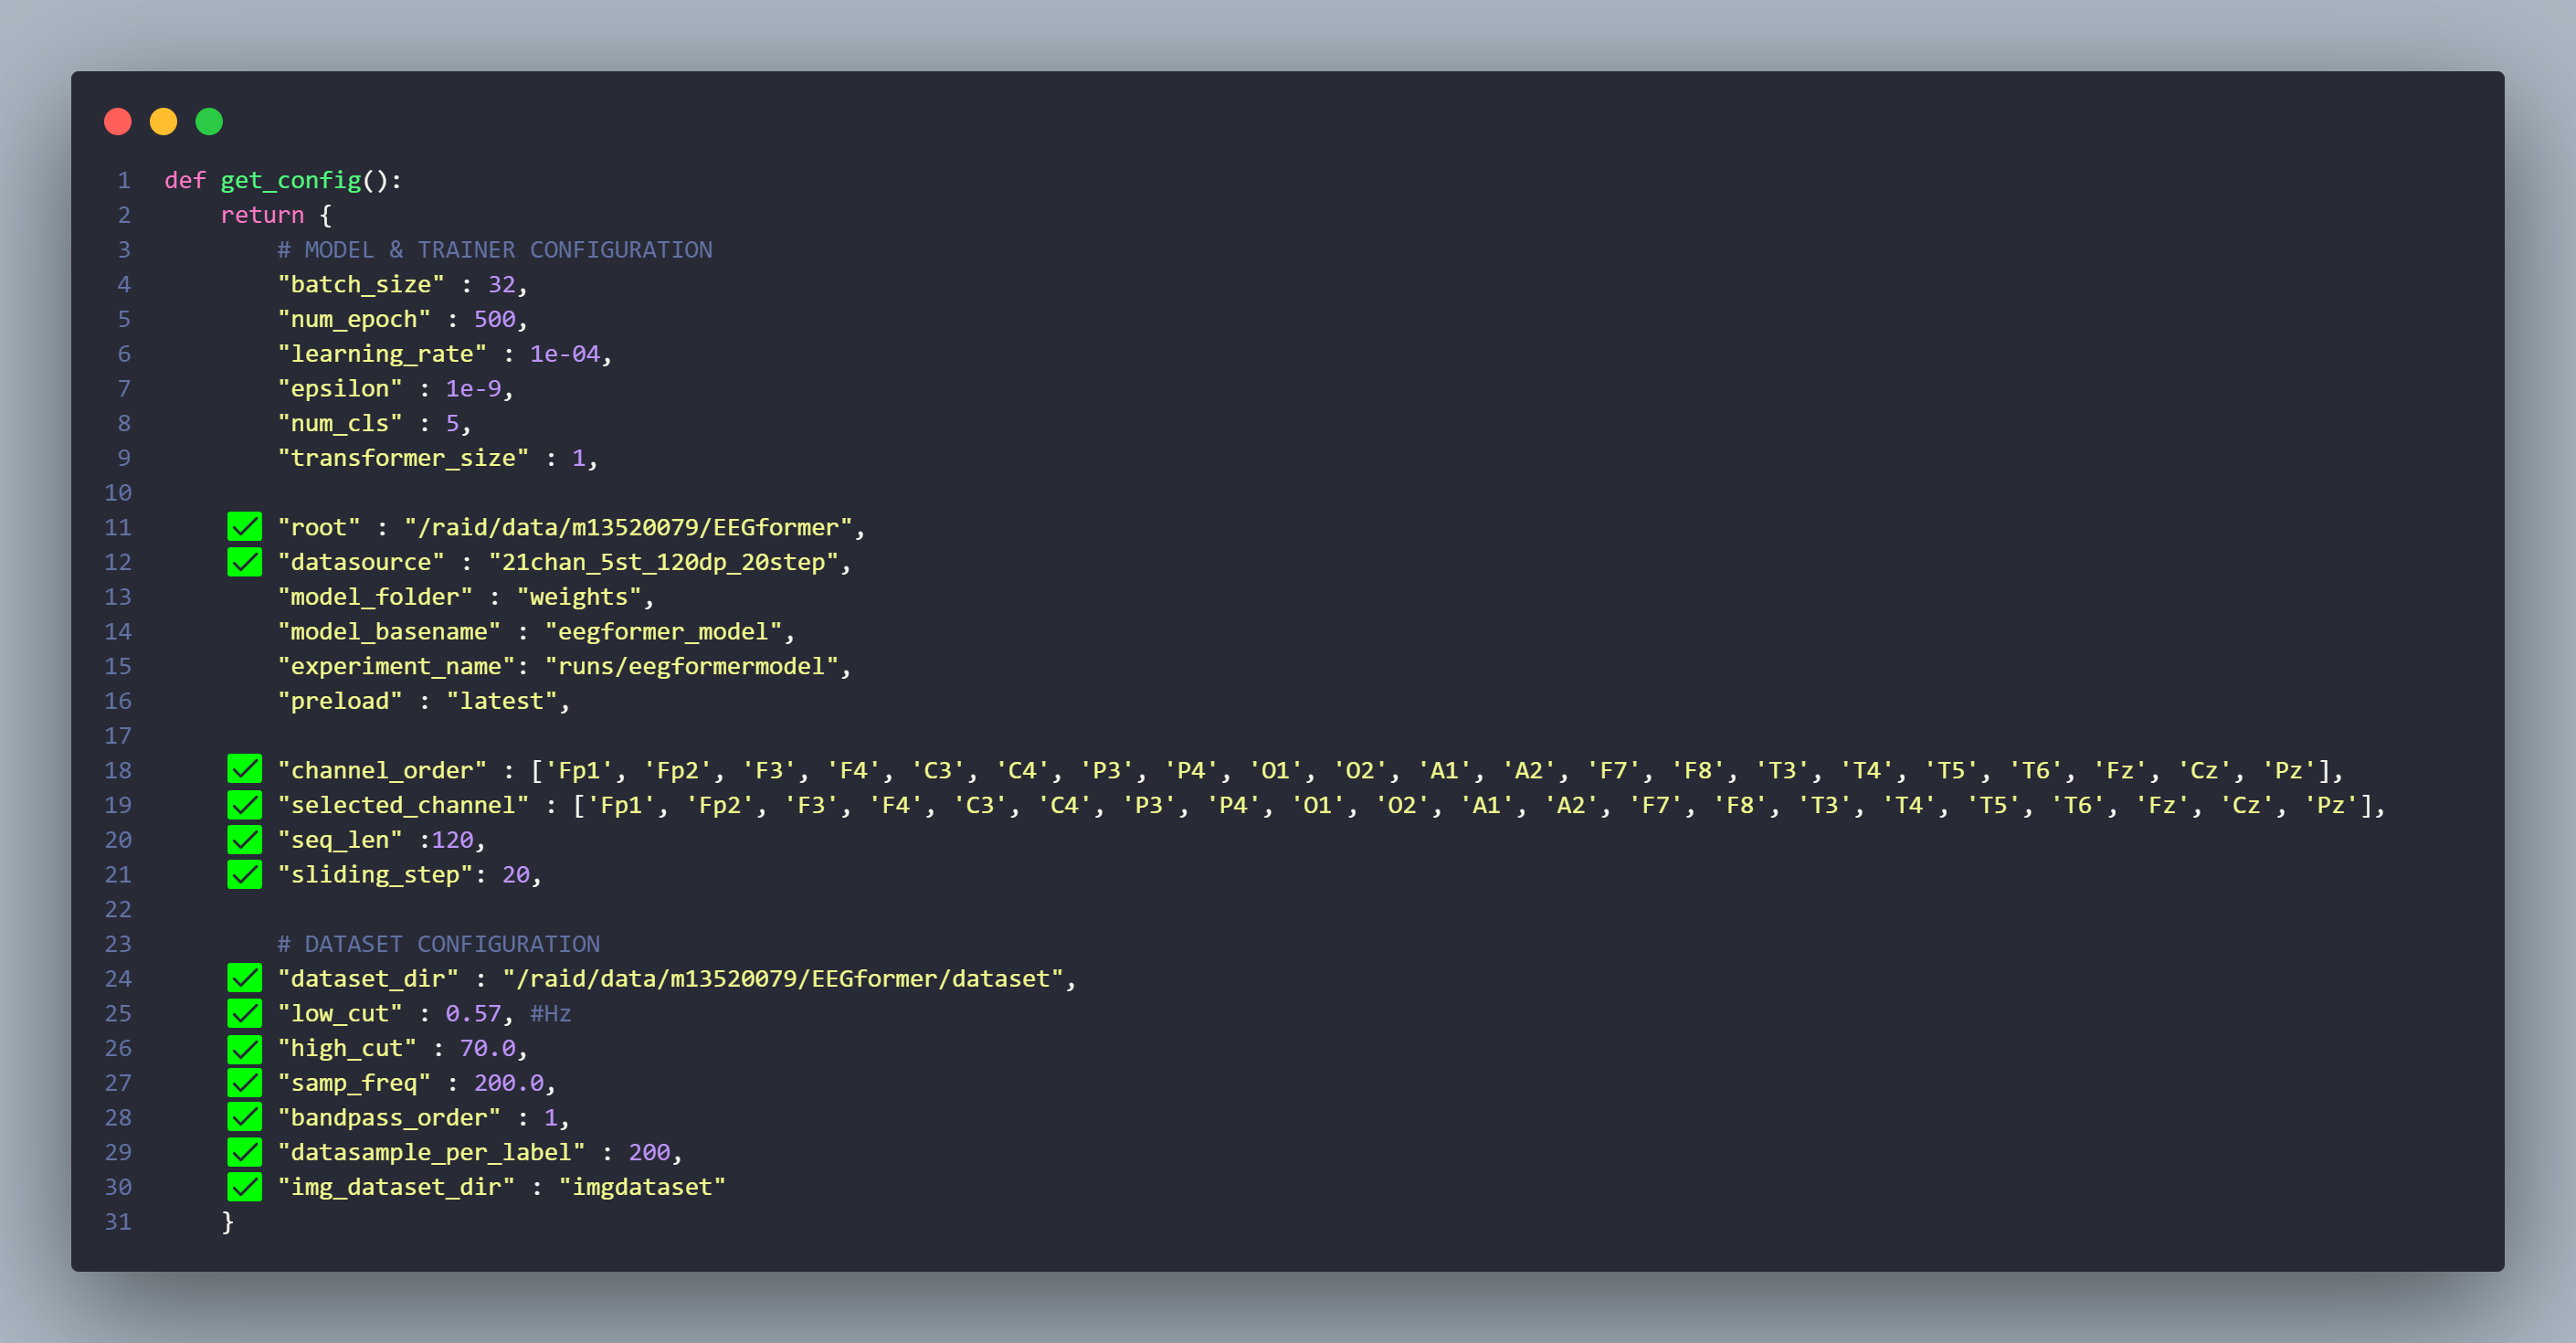 1 def get_config():
2 return {
3 # MODEL & TRAINER CONFIGURATION
4 "batch_size" : 32,
5 "num_epoch" : 500,
6 "learning_rate" : 1e-04,
7 "epsilon" : 1e-9,
8 "num_cls" : 5,
9 "transformer_size" : 1,
10
11 ✅ "root" : "/raid/data/m13520079/EEGformer",
12 ✅ "datasource" : "21chan_5st_120dp_20step",
13 "model_folder" : "weights",
14 "model_basename" : "eegformer_model",
15 "experiment_name": "runs/eegformermodel",
16 "preload" : "latest",
17
18 ✅ "channel_order" : ['Fp1', 'Fp2', 'F3', 'F4', 'C3', 'C4', 'P3', 'P4', 'O1', 'O2', 'A1', 'A2', 'F7', 'F8', 'T3', 'T4', 'T5', 'T6', 'Fz', 'Cz', 'Pz'],
19 ✅ "selected_channel" : ['Fp1', 'Fp2', 'F3', 'F4', 'C3', 'C4', 'P3', 'P4', 'O1', 'O2', 'A1', 'A2', 'F7', 'F8', 'T3', 'T4', 'T5', 'T6', 'Fz', 'Cz', 'Pz'],
20 ✅ "seq_len" :120,
21 ✅ "sliding_step": 20,
22
23 # DATASET CONFIGURATION
24 ✅ "dataset_dir" : "/raid/data/m13520079/EEGformer/dataset",
25 ✅ "low_cut" : 0.57, #Hz
26 ✅ "high_cut" : 70.0,
27 ✅ "samp_freq" : 200.0,
28 ✅ "bandpass_order" : 1,
29 ✅ "datasample_per_label" : 200,
30 ✅ "img_dataset_dir" : "imgdataset"
31 }